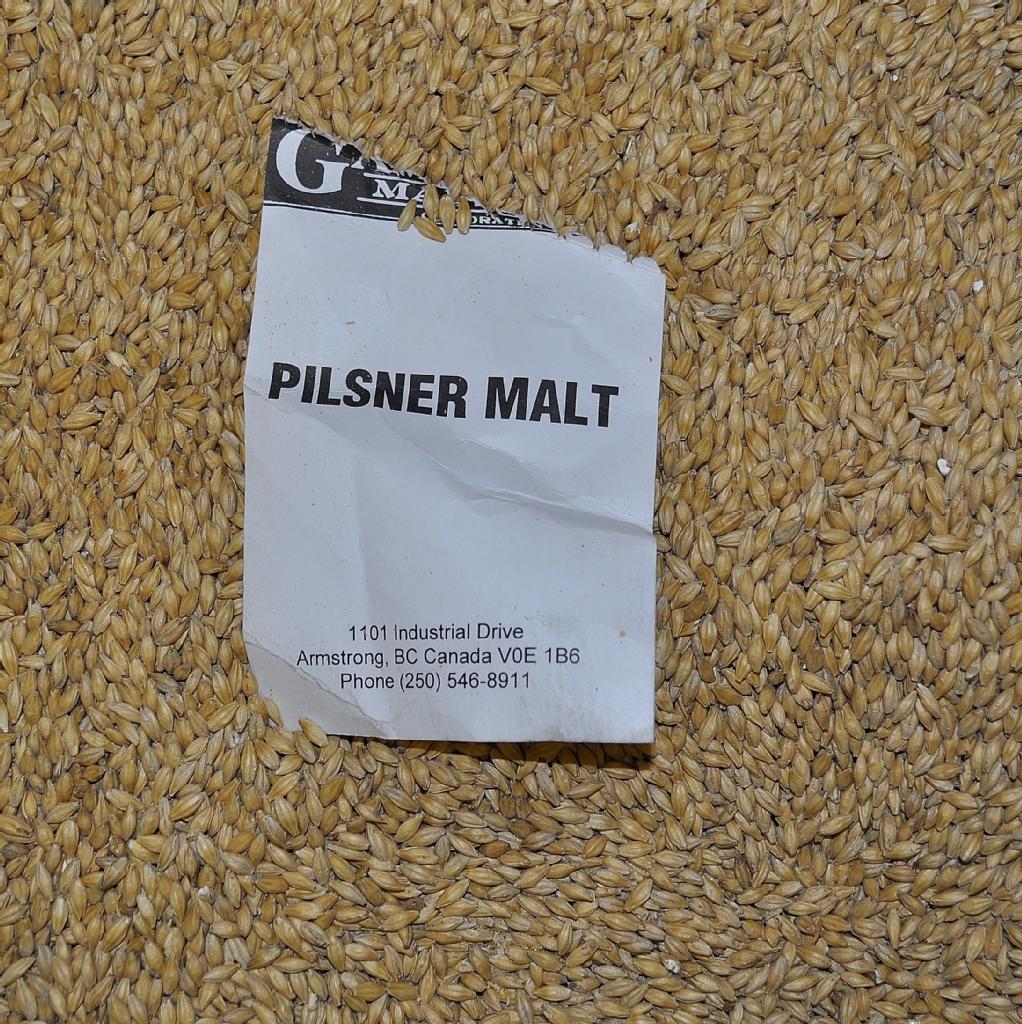 PILSNER MALT
1101 Industrial Drive
Armstrong, BC Canada V0E 1B6
Phone (250) 546-8911